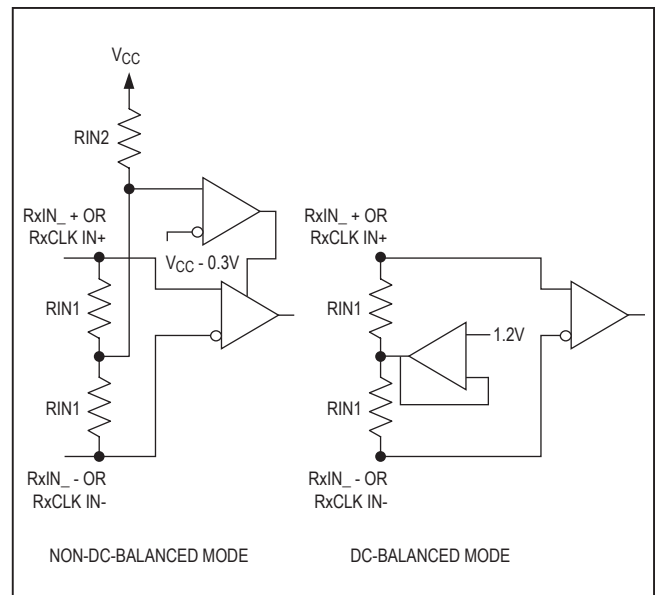 VCC
RIN2
RxIN_ + OR
RxCLK IN+
VCC - 0.3V
RIN1
RIN1
RxIN_ - OR
RxCLK IN-
NON-DC-BALANCED MODE
RxIN_ + OR
RxCLK IN+
RIN1
1.2V
RIN1
RxIN_ - OR
RxCLK IN-
DC-BALANCED MODE